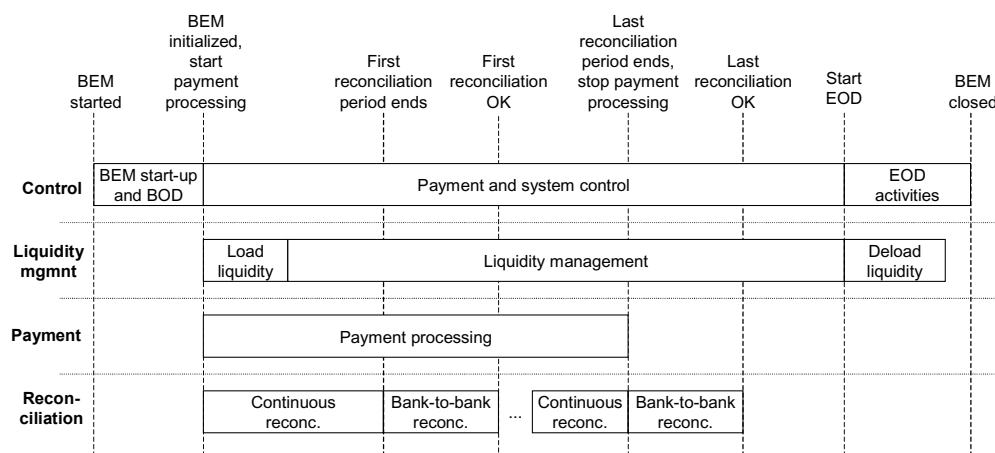 BEM
started
BEM
initialized,
start
payment
processing
First
reconciliation
period ends
First
reconciliation
OK
Last
reconciliation
period ends,
stop payment
processing
Last
reconciliation
OK
Start
EOD
BEM
closed
Control
BEM start-up
and BOD
Payment and system control
EOD
activities
Liquidity
mgmnt
Load
liquidity
Liquidity management
Deload
liquidity
Payment
Payment processing
Recon-
ciliation
Continuous
reconc.
Bank-to-bank
reconc.
...
Continuous
reconc.
Bank-to-bank
reconc.